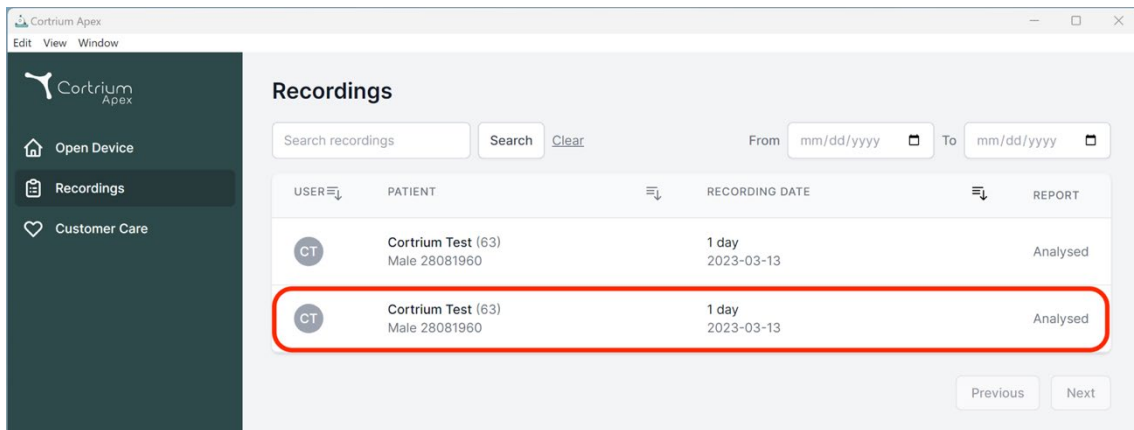 Cortrium Apex
Edit View Window
Cortrium
Apex
Open Device
Recordings
Customer Care
Recordings
Search recordings Search Clear From mm/dd/yyyy To mm/dd/yyyy
USER PATIENT RECORDING DATE REPORT
CT Cortrium Test (63) 1 day Analysed
Male 28081960 2023-03-13
CT Cortrium Test (63) 1 day Analysed
Male 28081960 2023-03-13
Previous Next